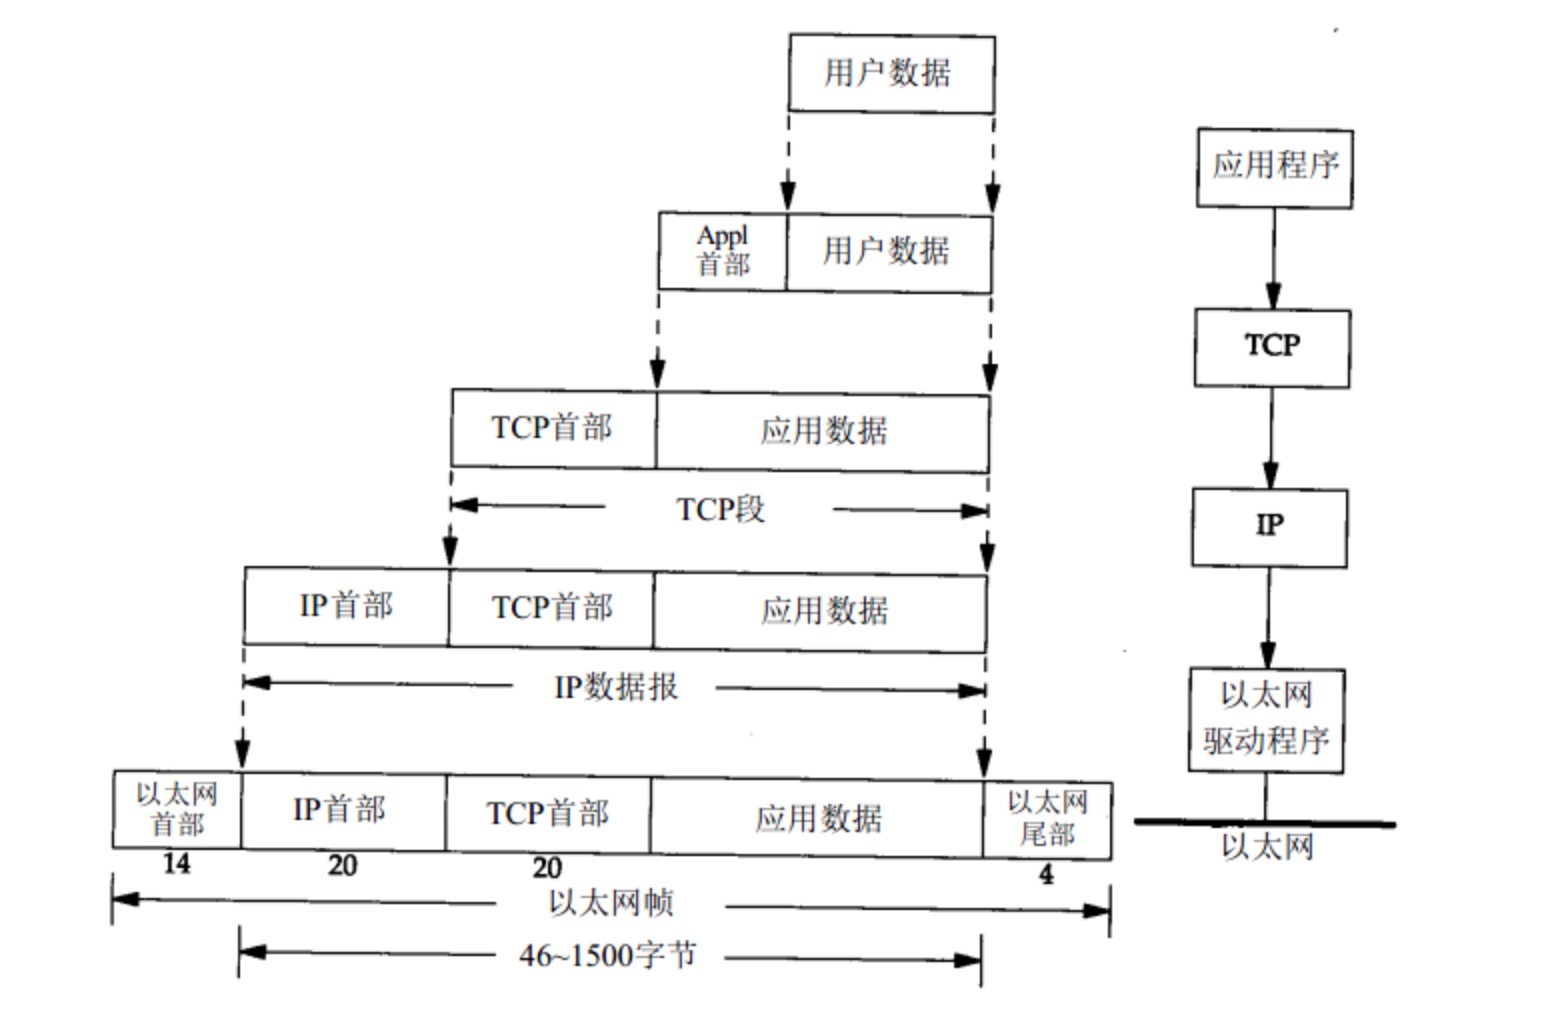 用户数据
应用程序
Appl
首部
用户数据
TCP
TCP首部
应用数据
TCP段
IP
IP首部
TCP首部
应用数据
IP数据报
以太网
驱动程序
以太网
首部
IP首部
TCP首部
应用数据
以太网
尾部
以太网
14
20
20
4
以太网帧
46~1500字节